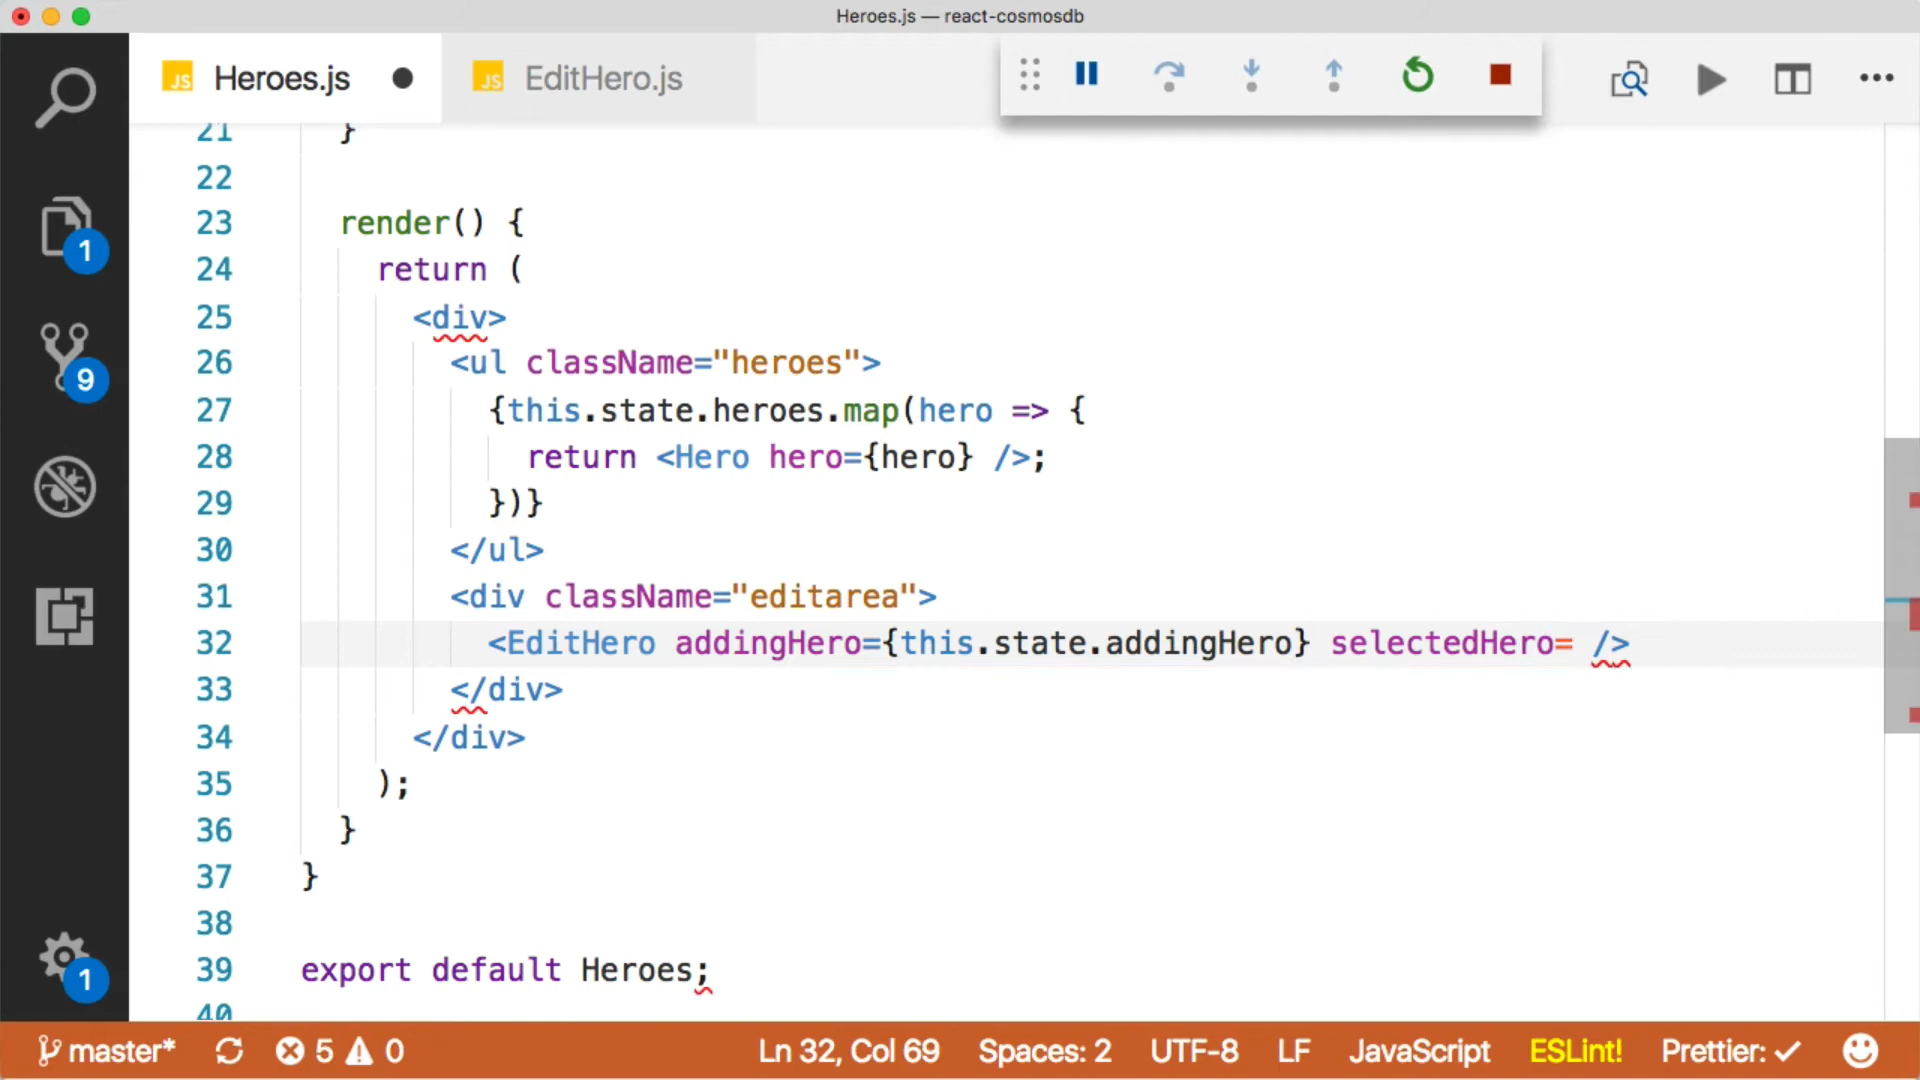 Heroes.js — react-cosmosdb
JS Heroes.js
JS EditHero.js
21 }
22
23 render() {
24 return (
25 <div>
26 <ul className="heroes">
27 {this.state.heroes.map(hero => {
28 return <Hero hero={hero} />;
29 })}
30 </ul>
31 <div className="editarea">
32 <EditHero addingHero={this.state.addingHero} selectedHero= />
33 </div>
34 </div>
35 );
36 }
37 }
38
39 export default Heroes;
40
1
9
1
master* 5 0 Ln 32, Col 69 Spaces: 2 UTF-8 LF JavaScript ESLint! Prettier: ✓